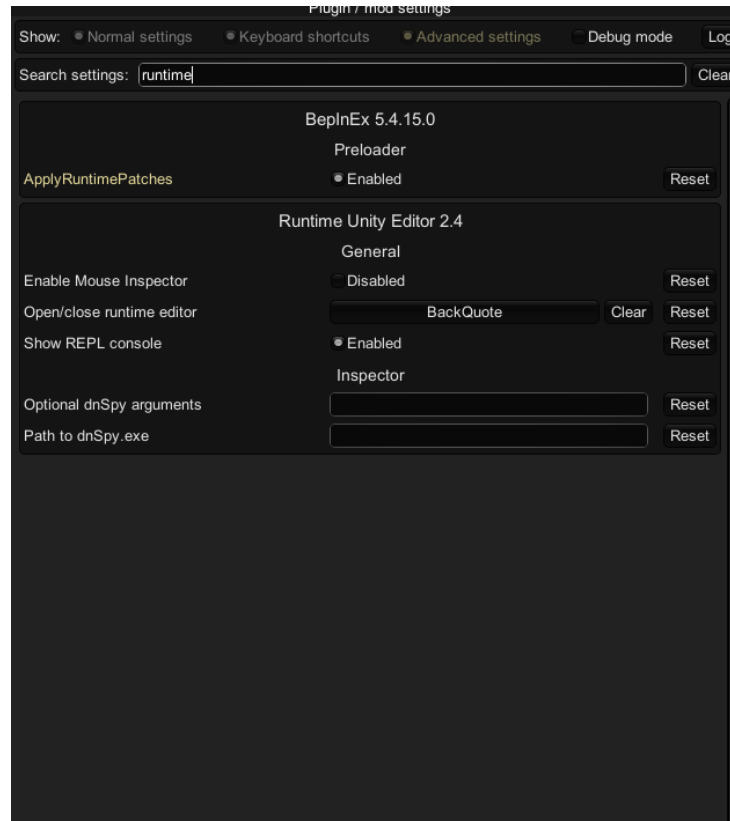 Plugin / mod settings
Show: Normal settings Keyboard shortcuts Advanced settings Debug mode Log
Search settings: runtime Clear
BepInEx 5.4.15.0
Preloader
ApplyRuntimePatches Enabled Reset
Runtime Unity Editor 2.4
General
Enable Mouse Inspector Disabled Reset
Open/close runtime editor BackQuote Clear Reset
Show REPL console Enabled Reset
Inspector
Optional dnSpy arguments Reset
Path to dnSpy.exe Reset